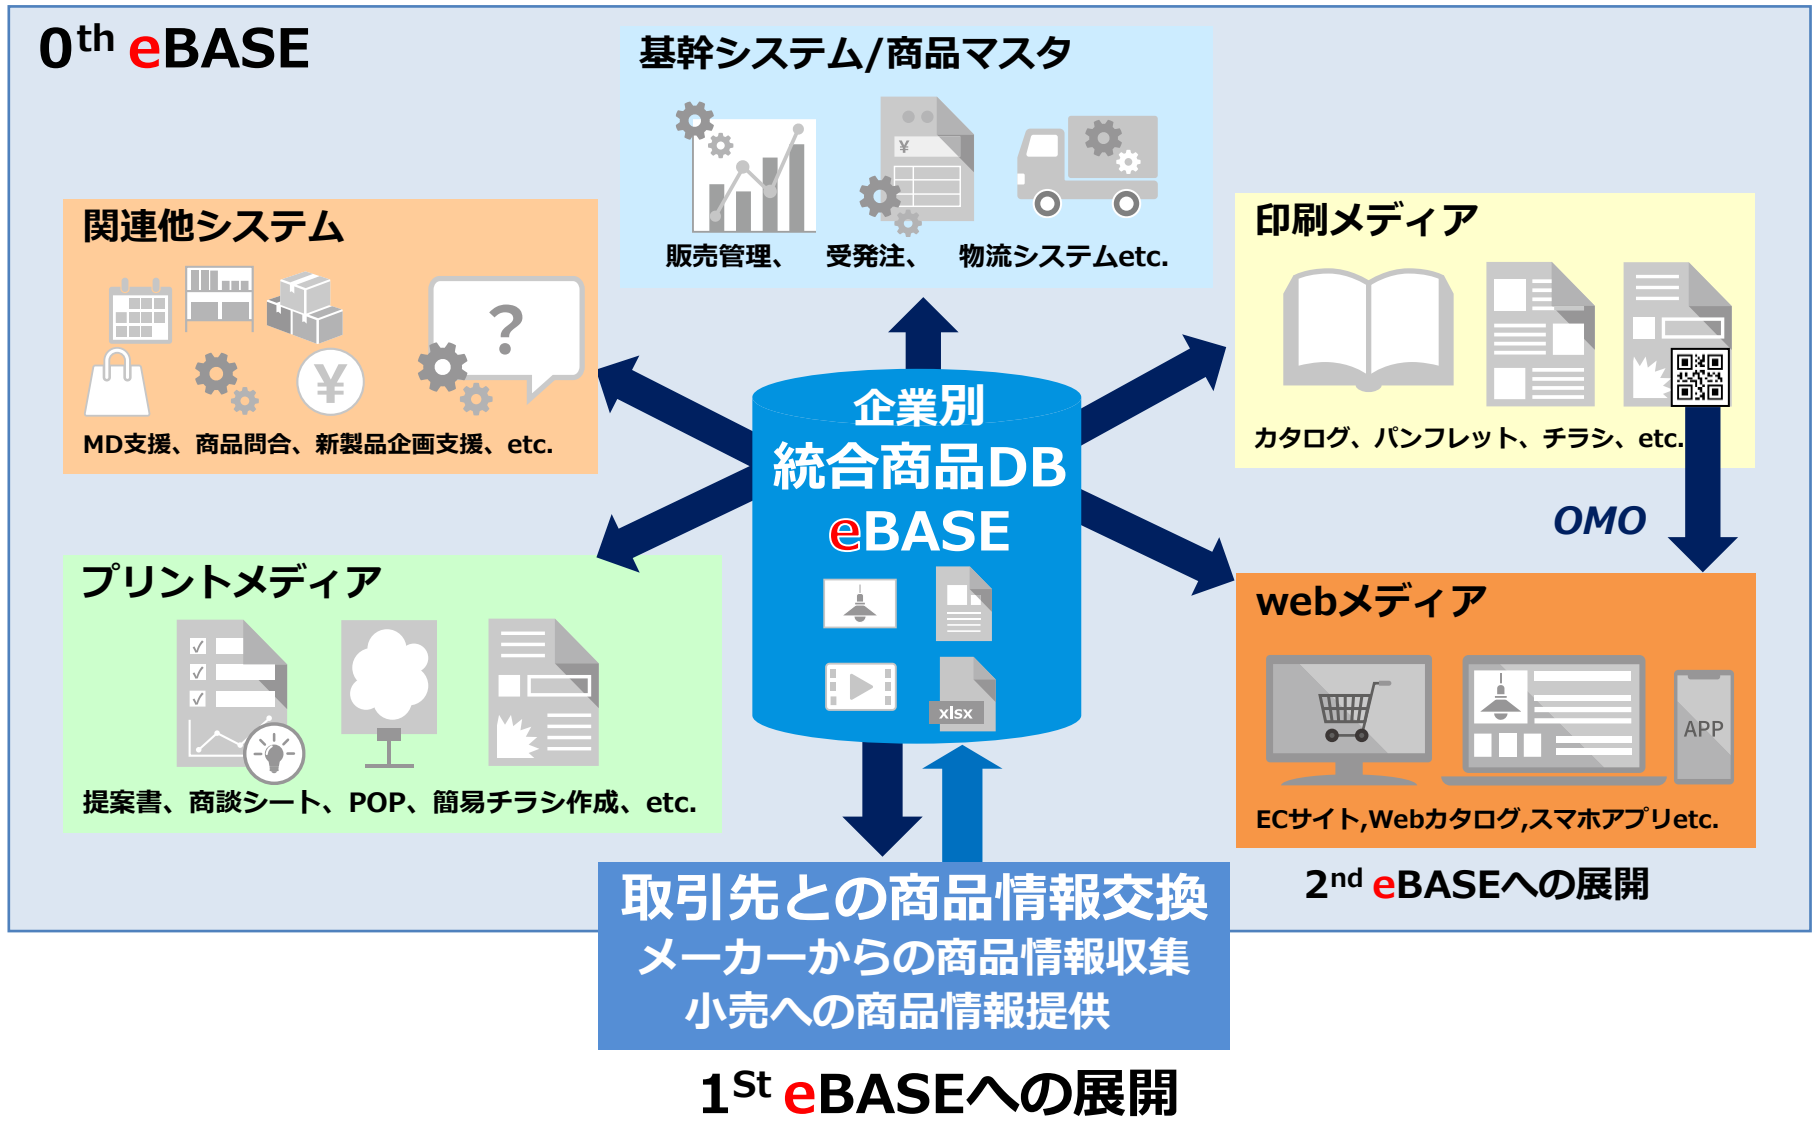 0th eBASE
基幹システム/商品マスタ
¥
販売管理、 受発注、 物流システムetc.
関連他システム
?
¥
MD支援、商品問合、新製品企画支援、etc.
印刷メディア
カタログ、パンフレット、チラシ、etc.
企業別
統合商品DB
eBASE
xlsx
OMO
プリントメディア
提案書、商談シート、POP、簡易チラシ作成、etc.
webメディア
APP
ECサイト,Webカタログ,スマホアプリetc.
2nd eBASEへの展開
取引先との商品情報交換
メーカーからの商品情報収集
小売への商品情報提供
1St eBASEへの展開